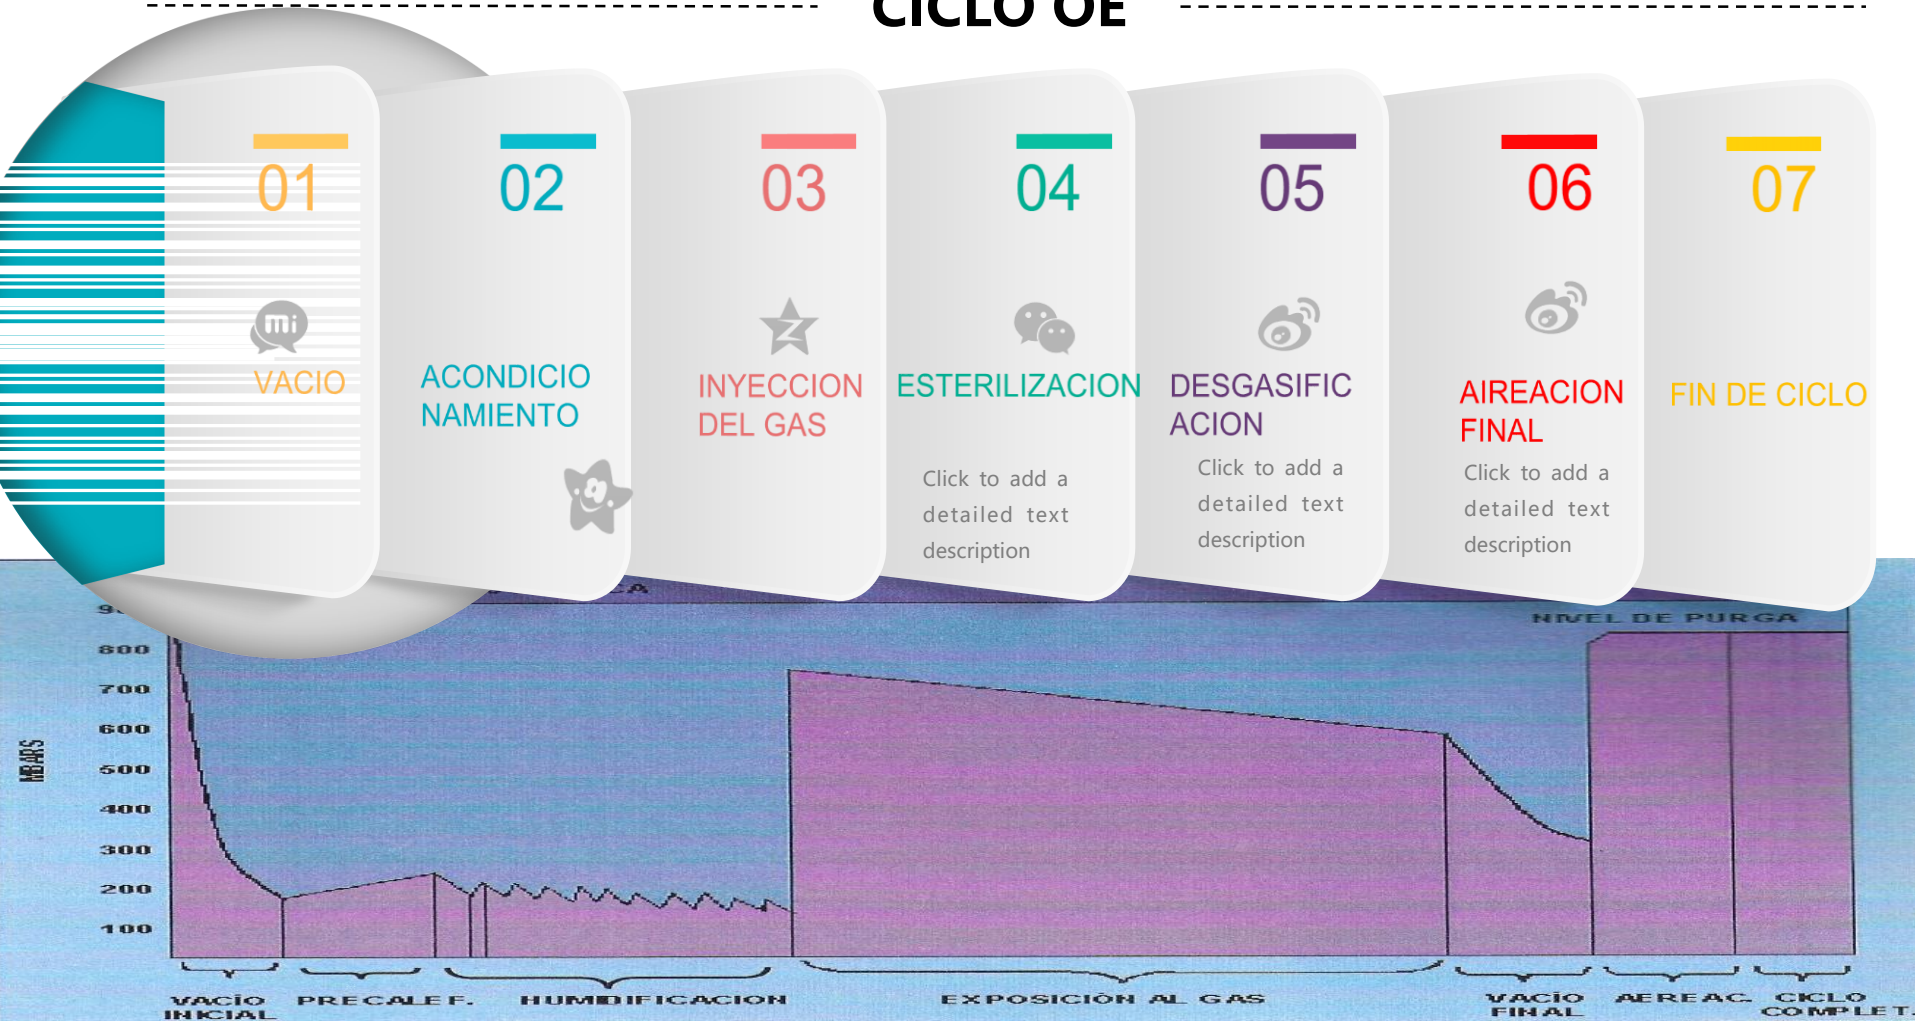 CICLO OE
01
VACIO
02
ACONDICIO
NAMIENTO
03
INYECCION
DEL GAS
04
ESTERILIZACION
Click to add a
detailed text
description
05
DESGASIFIC
ACION
Click to add a
detailed text
description
06
AIREACION
FINAL
Click to add a
detailed text
description
07
FIN DE CICLO
NIVEL DE PURGA
800
700
600
500
400
300
200
100
MBARS
VACÍO
INICIAL
PRECALEF.
HUMIDIFICACION
EXPOSICIÓN AL GAS
VACÍO
FINAL
AEREAC.
CICLO
COMPLET.